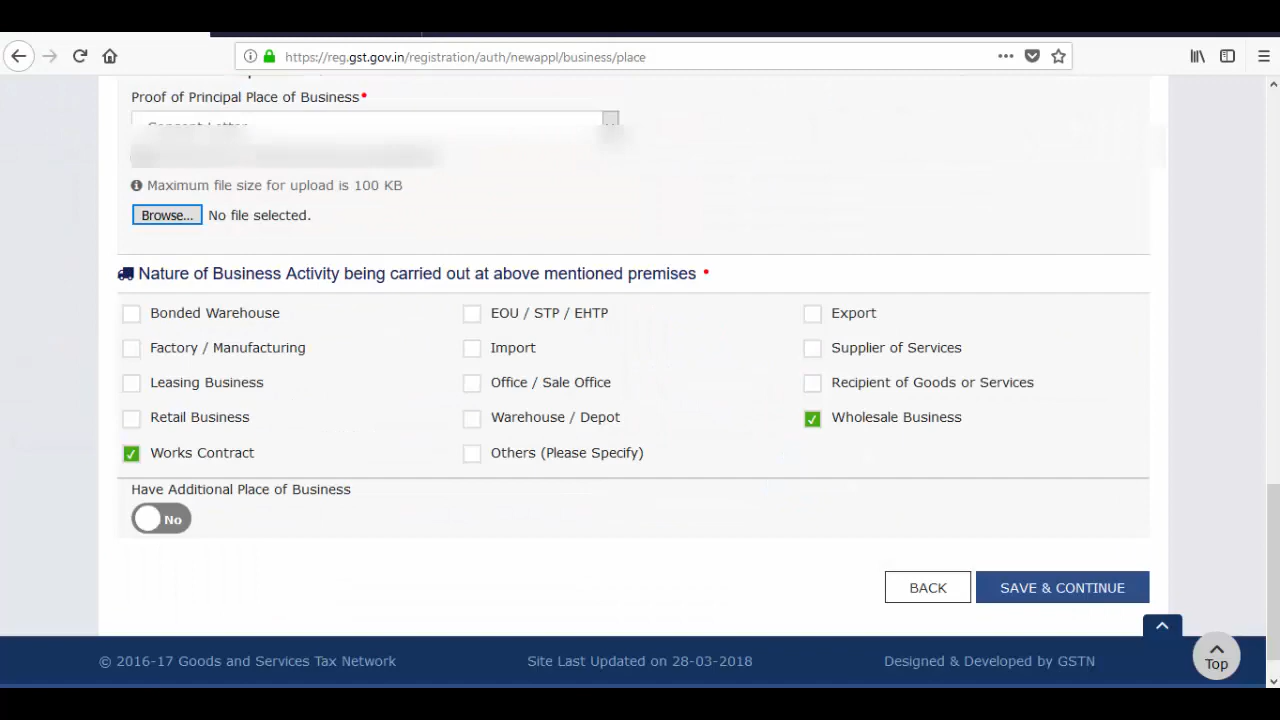 https://reg.gst.gov.in/registration/auth/newappl/business/place
Proof of Principal Place of Business*
Consent Letter
Maximum file size for upload is 100 KB
Browse... No file selected.
Nature of Business Activity being carried out at above mentioned premises •
Bonded Warehouse EOU / STP / EHTP Export
Factory / Manufacturing Import Supplier of Services
Leasing Business Office / Sale Office Recipient of Goods or Services
Retail Business Warehouse / Depot Wholesale Business
Works Contract Others (Please Specify)
Have Additional Place of Business
No
BACK SAVE & CONTINUE
© 2016-17 Goods and Services Tax Network Site Last Updated on 28-03-2018 Designed & Developed by GSTN
Top